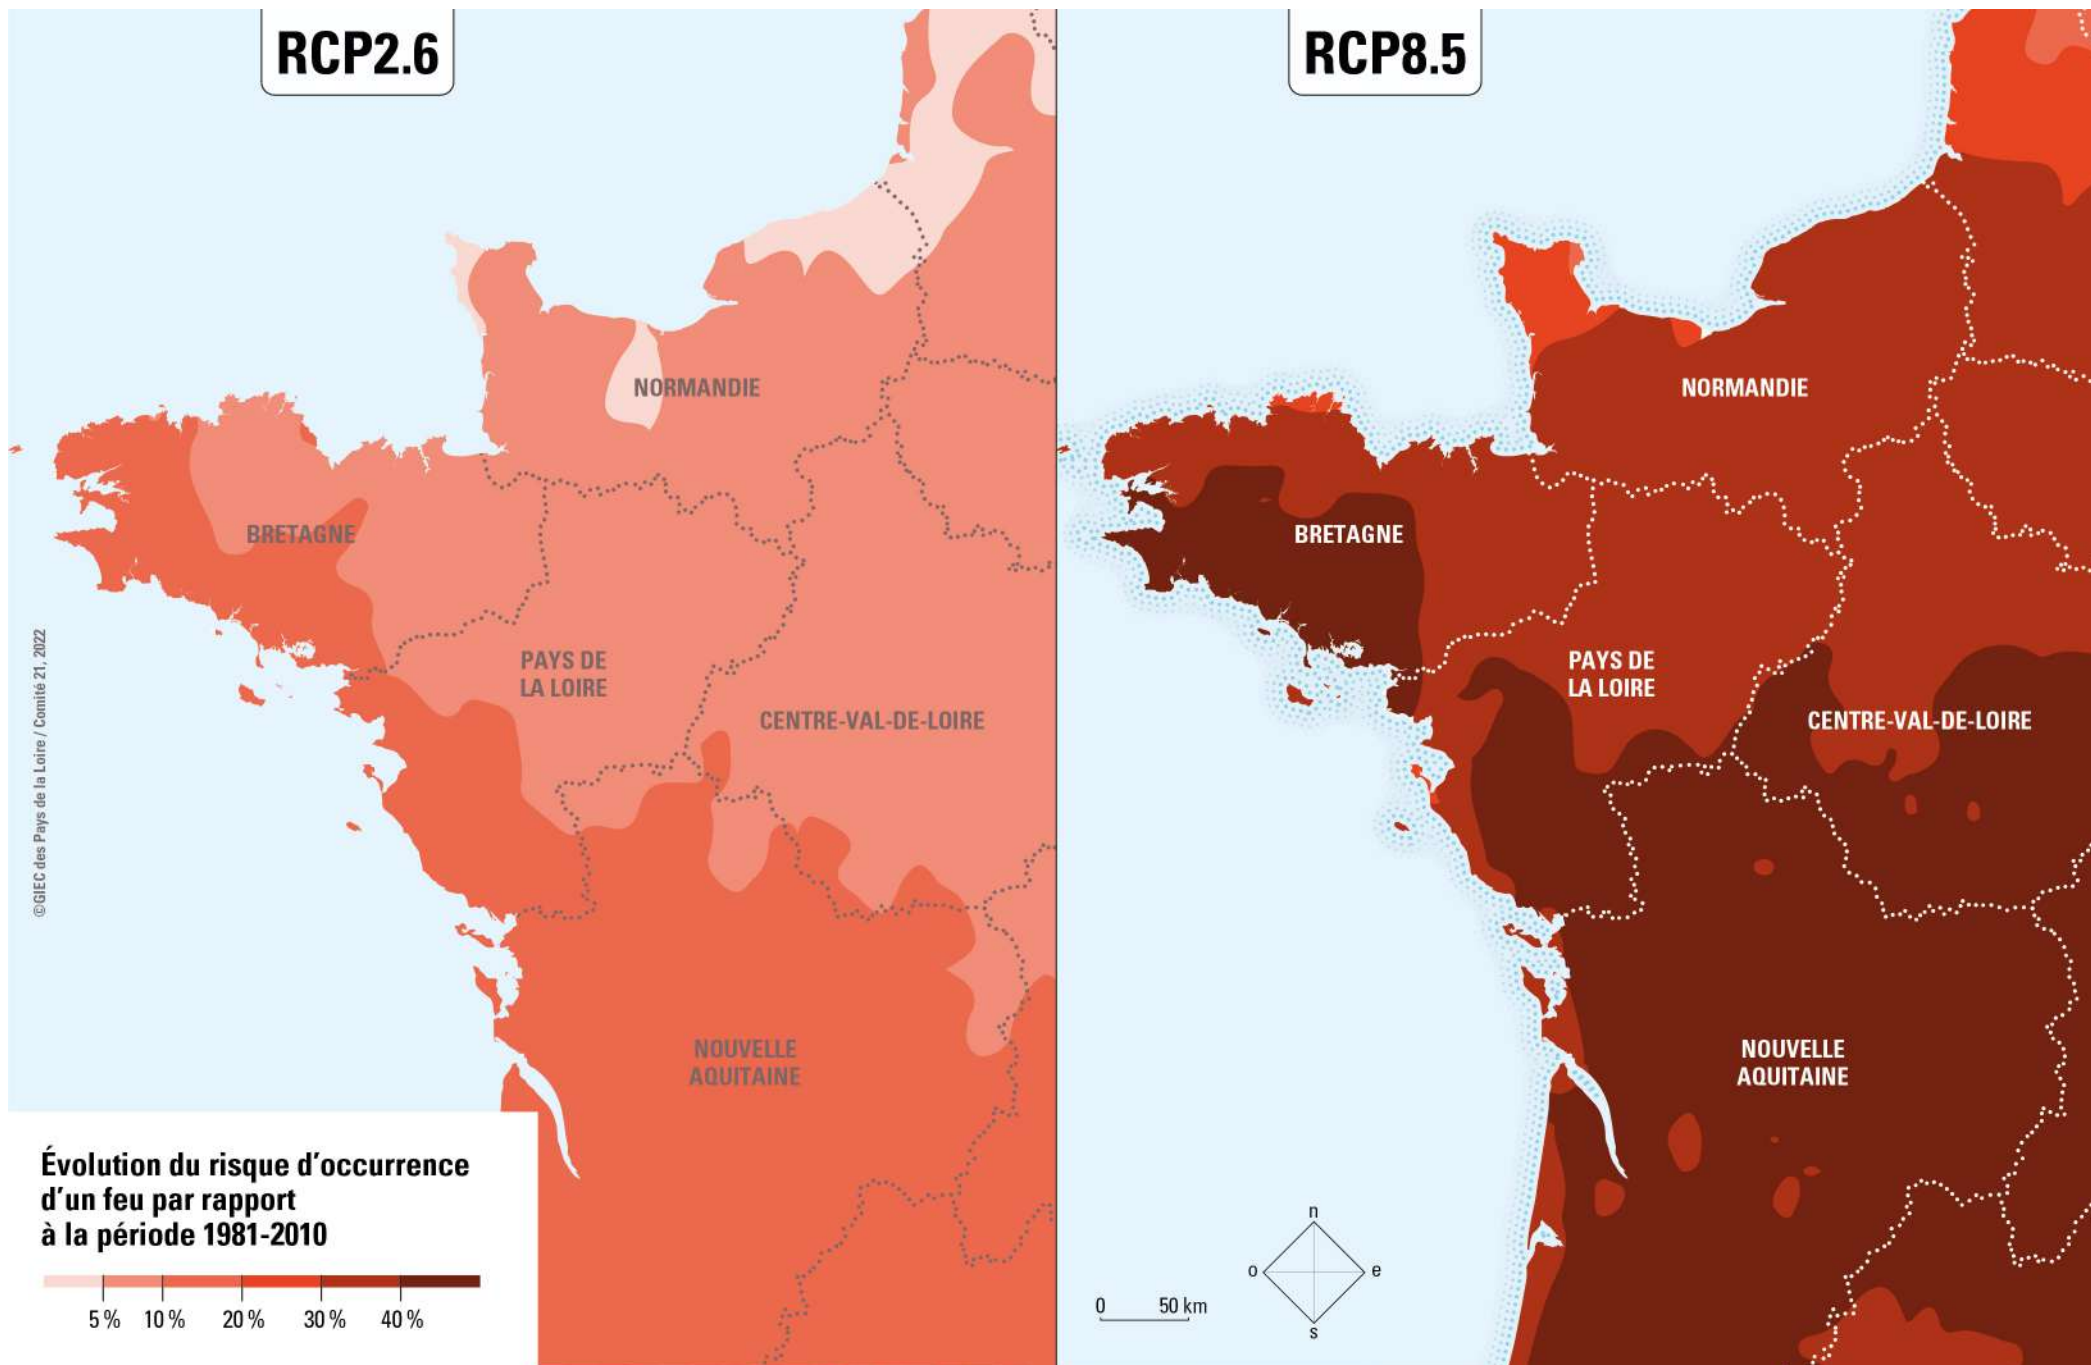 RCP2.6
RCP8.5
NORMANDIE
BRETAGNE
PAYS DE
LA LOIRE
CENTRE-VAL-DE-LOIRE
NOUVELLE
AQUITAINE
©GIEC des Pays de la Loire / Comité 21, 2022
Évolution du risque d'occurrence
d'un feu par rapport
à la période 1981-2010
5 % 10 % 20 % 30 % 40 %
NORMANDIE
BRETAGNE
PAYS DE
LA LOIRE
CENTRE-VAL-DE-LOIRE
NOUVELLE
AQUITAINE
n
o e
s
0 50 km